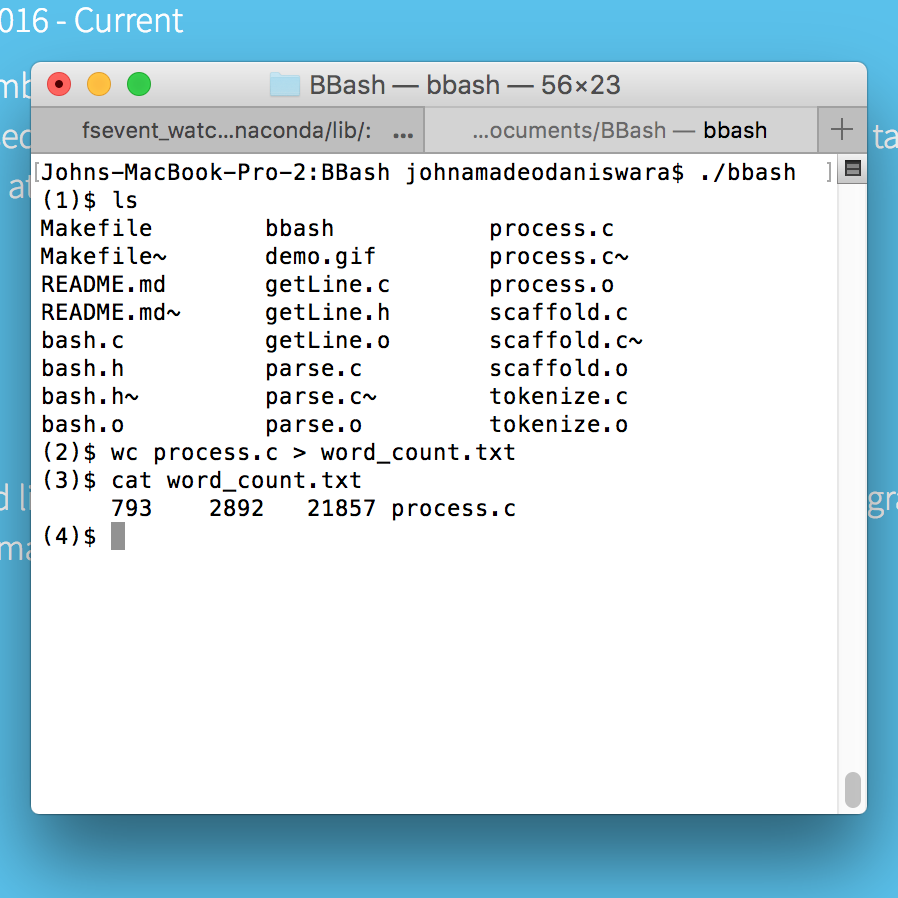 016 - Current
BBash — bbash — 56×23
fsevent_watc...naconda/lib/: ...
...ocuments/BBash — bbash
[Johns-MacBook-Pro-2:BBash johnamadeodaniswara$ ./bbash ]
(1)$ ls
Makefile bbash process.c
Makefile~ demo.gif process.c~
README.md getLine.c process.o
README.md~ getLine.h scaffold.c
bash.c getLine.o scaffold.c~
bash.h parse.c scaffold.o
bash.h~ parse.c~ tokenize.c
bash.o parse.o tokenize.o
(2)$ wc process.c > word_count.txt
(3)$ cat word_count.txt
793 2892 21857 process.c
(4)$